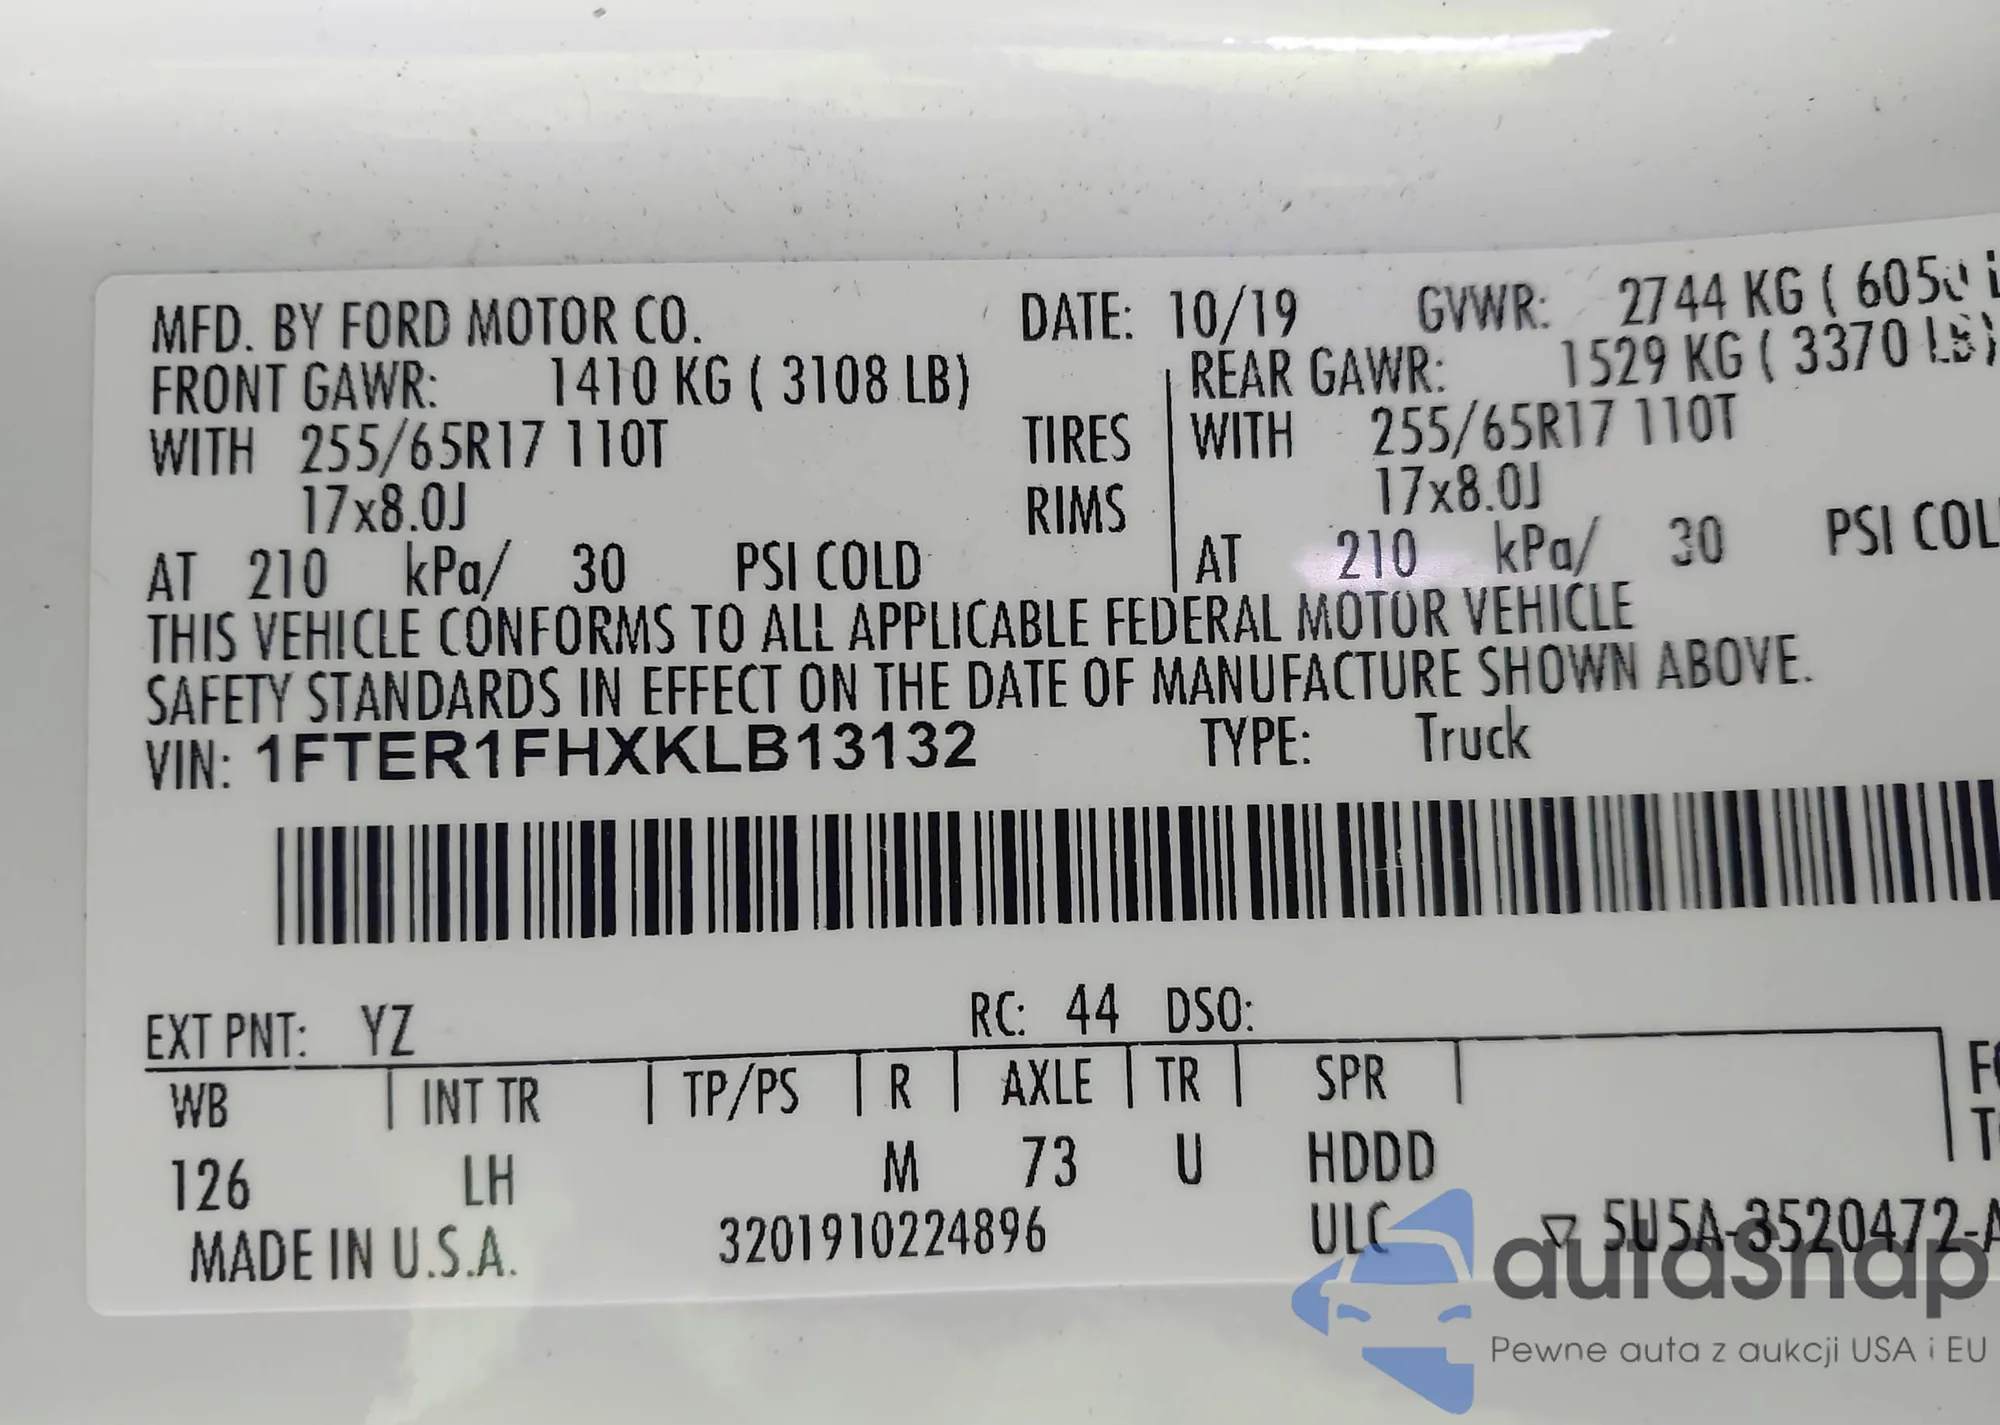 MFD. BY FORD MOTOR CO. DATE: 10/19 GVWR: 2744 KG ( 6050
FRONT GAWR: 1410 KG ( 3108 LB) REAR GAWR: 1529 KG ( 3370 LB)
WITH 255/65R17 110T TIRES WITH 255/65R17 110T
17x8.0J RIMS 17x8.0J
AT 210 kPa/ 30 PSI COLD AT 210 kPa/ 30 PSI COL
THIS VEHICLE CONFORMS TO ALL APPLICABLE FEDERAL MOTOR VEHICLE
SAFETY STANDARDS IN EFFECT ON THE DATE OF MANUFACTURE SHOWN ABOVE.
VIN: 1FTER1FHXKLB13132 TYPE: Truck
EXT PNT: YZ RC: 44 DSO:
WB INT TR TP/PS R AXLE TR SPR
126 LH M 73 U HDDD
MADE IN U.S.A. 3201910224896 ULC ▽ 5U5A-3520472-A
autoSnap
Pewne auta z aukcji USA i EU